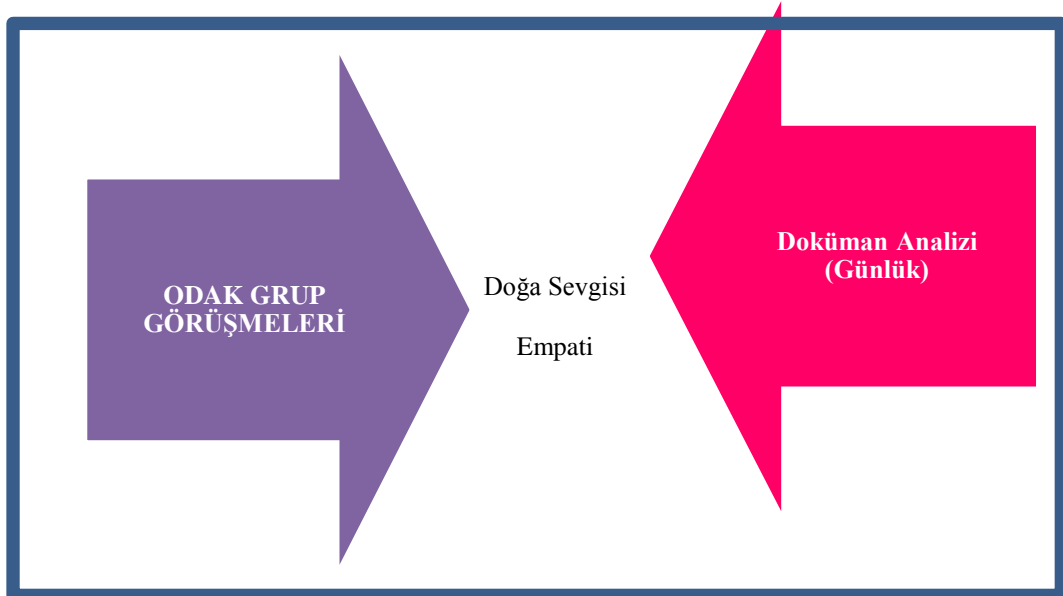 ODAK GRUP
GÖRÜŞMELERİ
Doğa Sevgisi
Empati
Doküman Analizi
(Günlük)